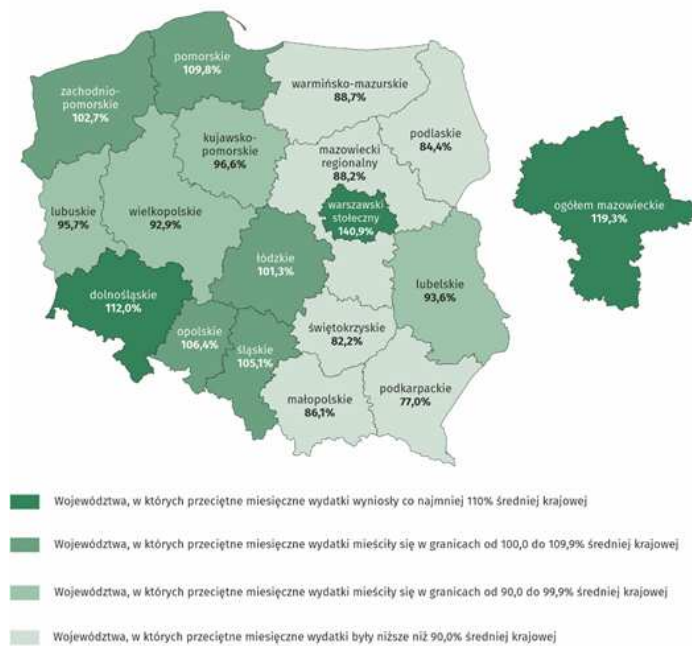 pomorskie
109,8%
zachodnio-
pomorskie
102,7%
warmińsko-mazurskie
88,7%
podlaskie
84,4%
kujawsko-
pomorskie
96,6%
mazowiecki
regionalny
88,2%
warszawski
stołeczny
140,9%
ogółem mazowieckie
119,3%
lubuskie
95,7%
wielkopolskie
92,9%
łódzkie
101,3%
lubelskie
93,6%
dolnośląskie
112,0%
opolskie
106,4%
śląskie
105,1%
świętokrzyskie
82,2%
małopolskie
86,1%
podkarpackie
77,0%
Województwa, w których przeciętne miesięczne wydatki wyniosły co najmniej 110% średniej krajowej
Województwa, w których przeciętne miesięczne wydatki mieściły się w granicach od 100,0 do 109,9% średniej krajowej
Województwa, w których przeciętne miesięczne wydatki mieściły się w granicach od 90,0 do 99,9% średniej krajowej
Województwa, w których przeciętne miesięczne wydatki były niższe niż 90,0% średniej krajowej